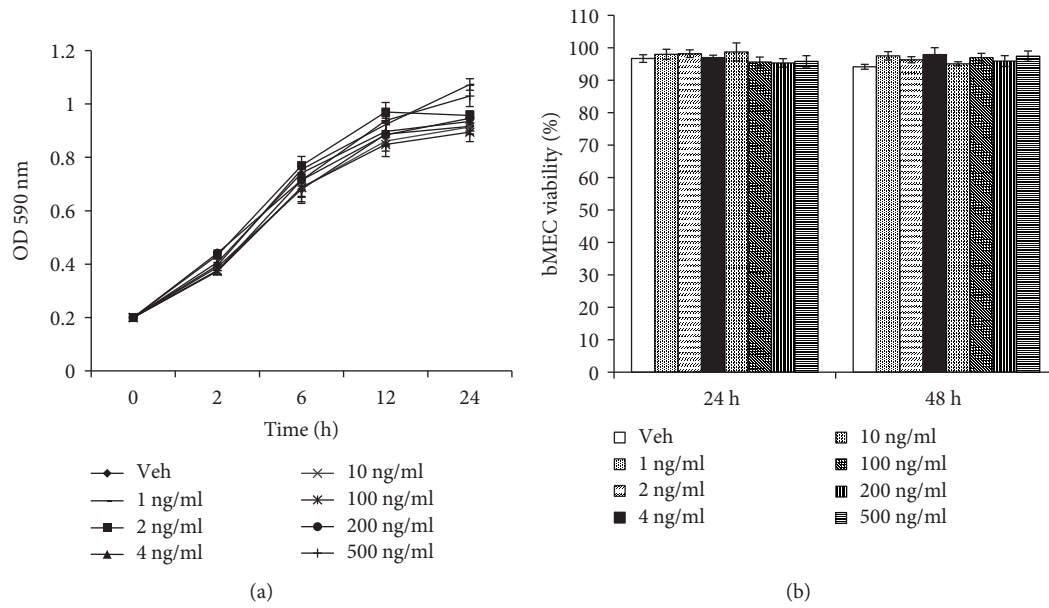 1.2
1
0.8
0.6
0.4
0.2
0
OD 590 nm
0 2 6 12 24
Time (h)
Veh
1 ng/ml
2 ng/ml
4 ng/ml
10 ng/ml
100 ng/ml
200 ng/ml
500 ng/ml
(a)
110
100
90
80
70
60
50
40
30
20
10
0
bMEC viability (%)
24 h 48 h
Veh
1 ng/ml
2 ng/ml
4 ng/ml
10 ng/ml
100 ng/ml
200 ng/ml
500 ng/ml
(b)